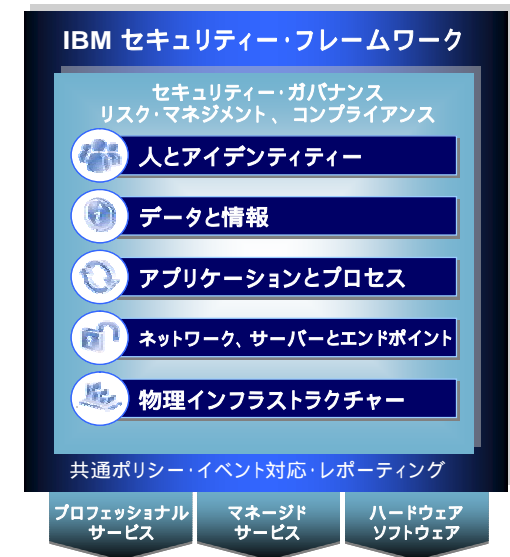 IBM セキュリティー・フレームワーク
セキュリティー・ガバナンス
リスク・マネジメント 、 コンプライアンス
人とアイデンティティー
データと情報
アプリケーションとプロセス
ネットワーク、サーバーとエンドポイント
物理インフラストラクチャー
共通ポリシー・イベント対応・レポーティング
プロフェッショナル
サービス
マネージド
サービス
ハードウェア
ソフトウェア